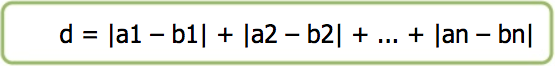 d = |a1 – b1| + |a2 – b2| + ... + |an – bn|